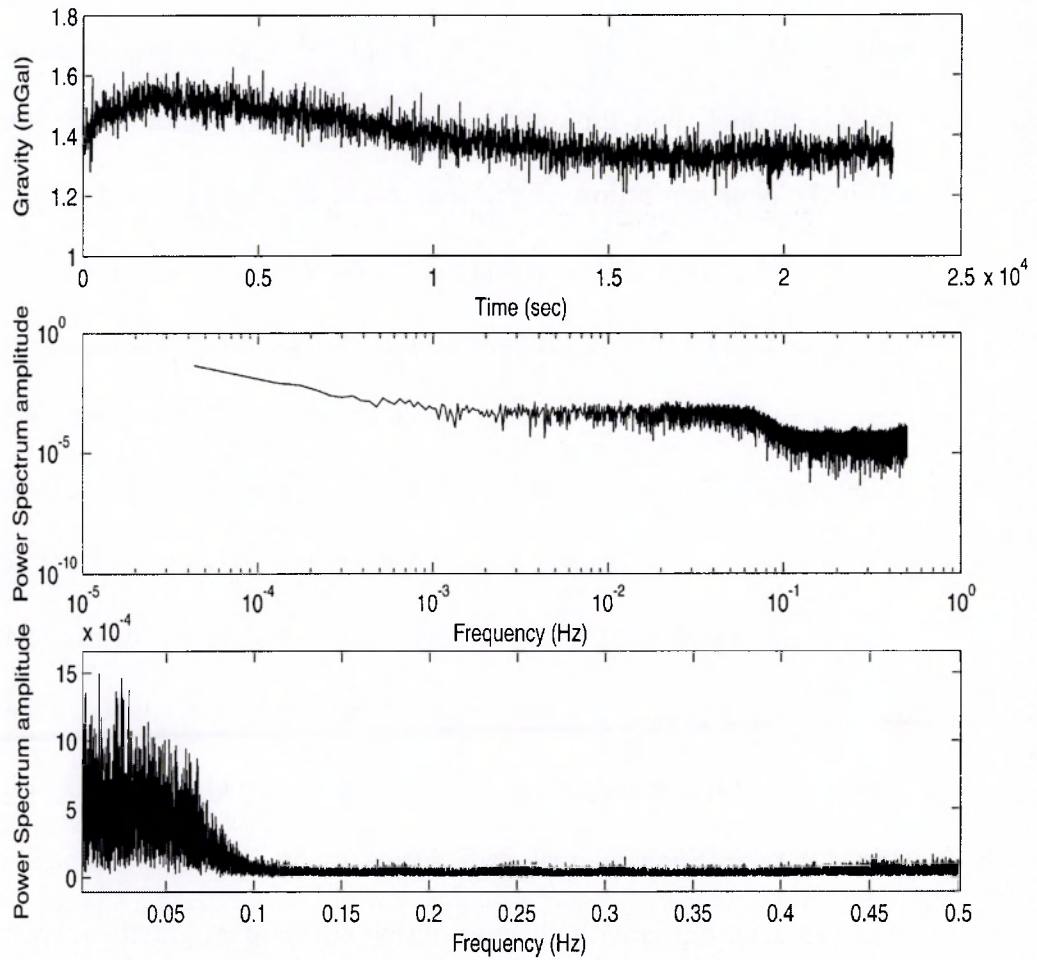 1.8
1.6
1.4
1.2
1
Gravity (mGal)
0 0.5 1 1.5 2 2.5 x 10^4
Time (sec)
10^0
10^-5
10^-10
Power Spectrum amplitude
10^-5 10^-4 10^-3 10^-2 10^-1 10^0
Frequency (Hz)
x 10^-4
15
10
5
0
Power Spectrum amplitude
0.05 0.1 0.15 0.2 0.25 0.3 0.35 0.4 0.45 0.5
Frequency (Hz)